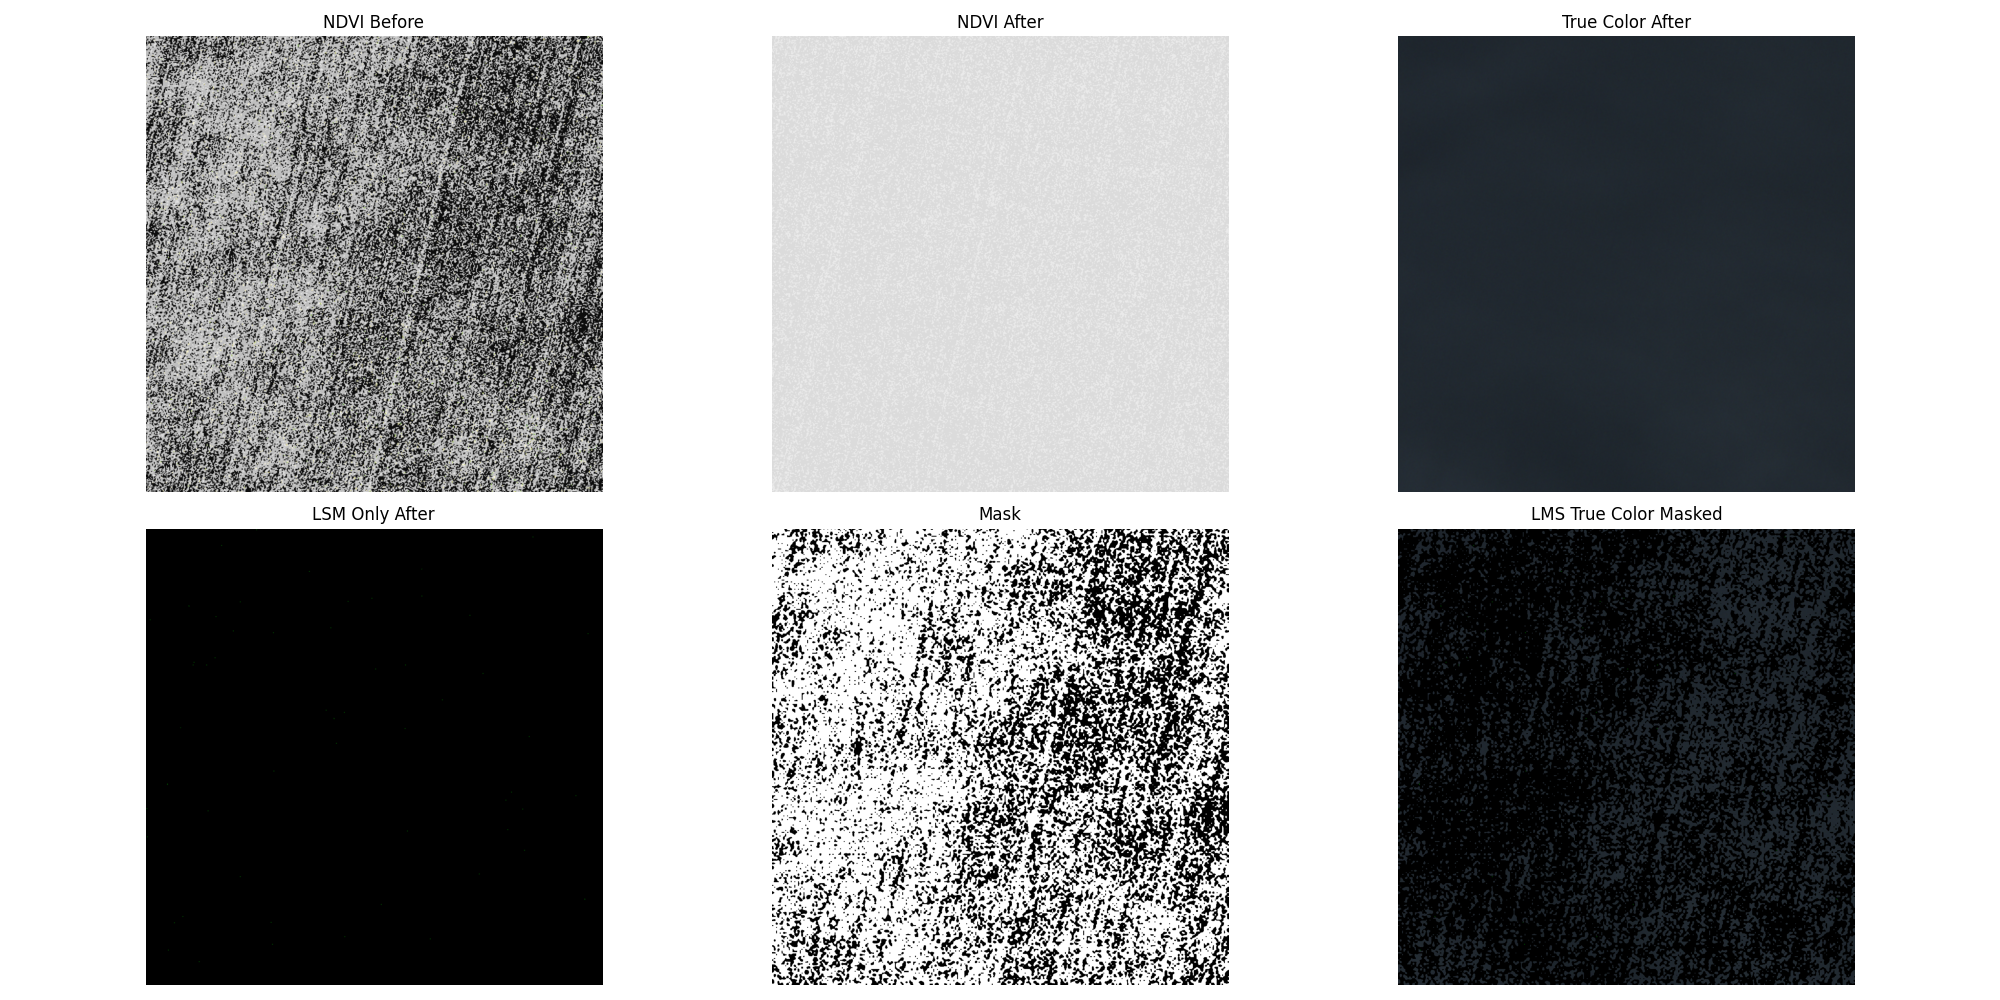 NDVI Before
NDVI After
True Color After
LSM Only After
Mask
LMS True Color Masked